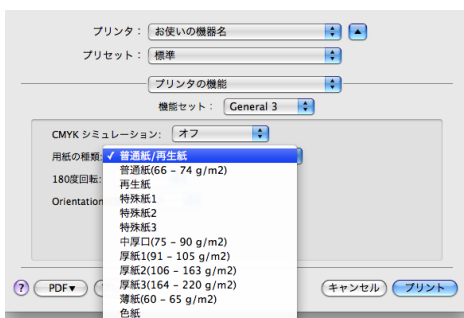 プリンタ： お使いの機器名
プリセット： 標準
プリンタの機能
機能セット： General 3
CMYK シミュレーション： オフ
用紙の種類: ✓ 普通紙/再生紙
普通紙(66 – 74 g/m2)
180度回転:
再生紙
特殊紙1
Orientation
特殊紙2
特殊紙3
中厚口(75 – 90 g/m2)
厚紙1(91 – 105 g/m2)
厚紙2(106 – 163 g/m2)
厚紙3(164 – 220 g/m2)
薄紙(60 – 65 g/m2)
色紙
? PDF▼ キャンセル プリント